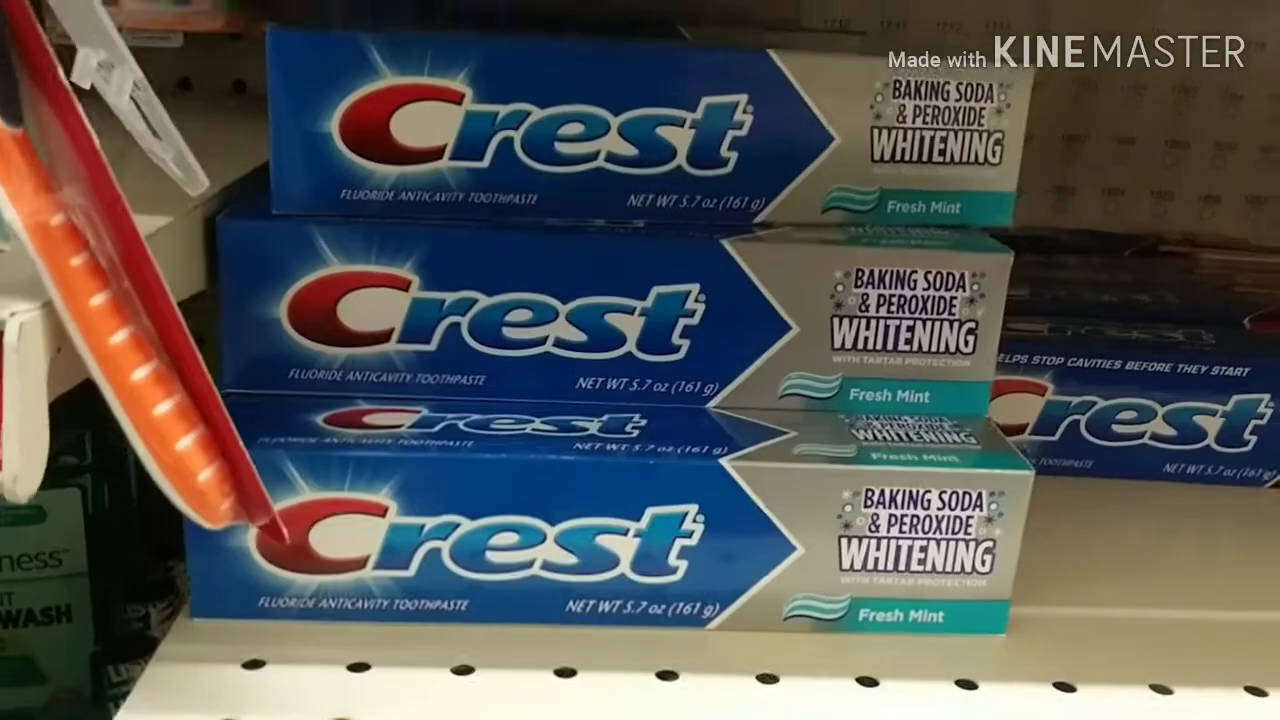 Made with KINEMASTER
Crest
FLUORIDE ANTICAVITY TOOTHPASTE
NET WT 5.7 oz (161 g)
BAKING SODA
& PEROXIDE
WHITENING
Fresh Mint
Crest
FLUORIDE ANTICAVITY TOOTHPASTE
NET WT 5.7 oz (161 g)
BAKING SODA
& PEROXIDE
WHITENING
WITH TARTAR PROTECTION
Fresh Mint
Crest
FLUORIDE ANTICAVITY TOOTHPASTE
NET WT 5.7 oz (161 g)
& PEROXIDE
WHITENING
Fresh Mint
Crest
FLUORIDE ANTICAVITY TOOTHPASTE
NET WT 5.7 oz (161 g)
BAKING SODA
& PEROXIDE
WHITENING
WITH TARTAR PROTECTION
Fresh Mint
ELPS STOP CAVITIES BEFORE THEY START
Crest
TOOTHPASTE
NET WT 5.7 oz (161 g)
ness
WASH